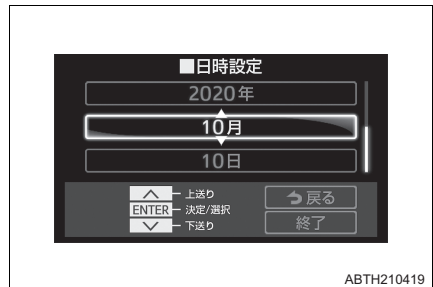 ■日時設定
2020年
10月
10日
上送り
ENTER 決定/選択
下送り
戻る
終了
ABTH210419